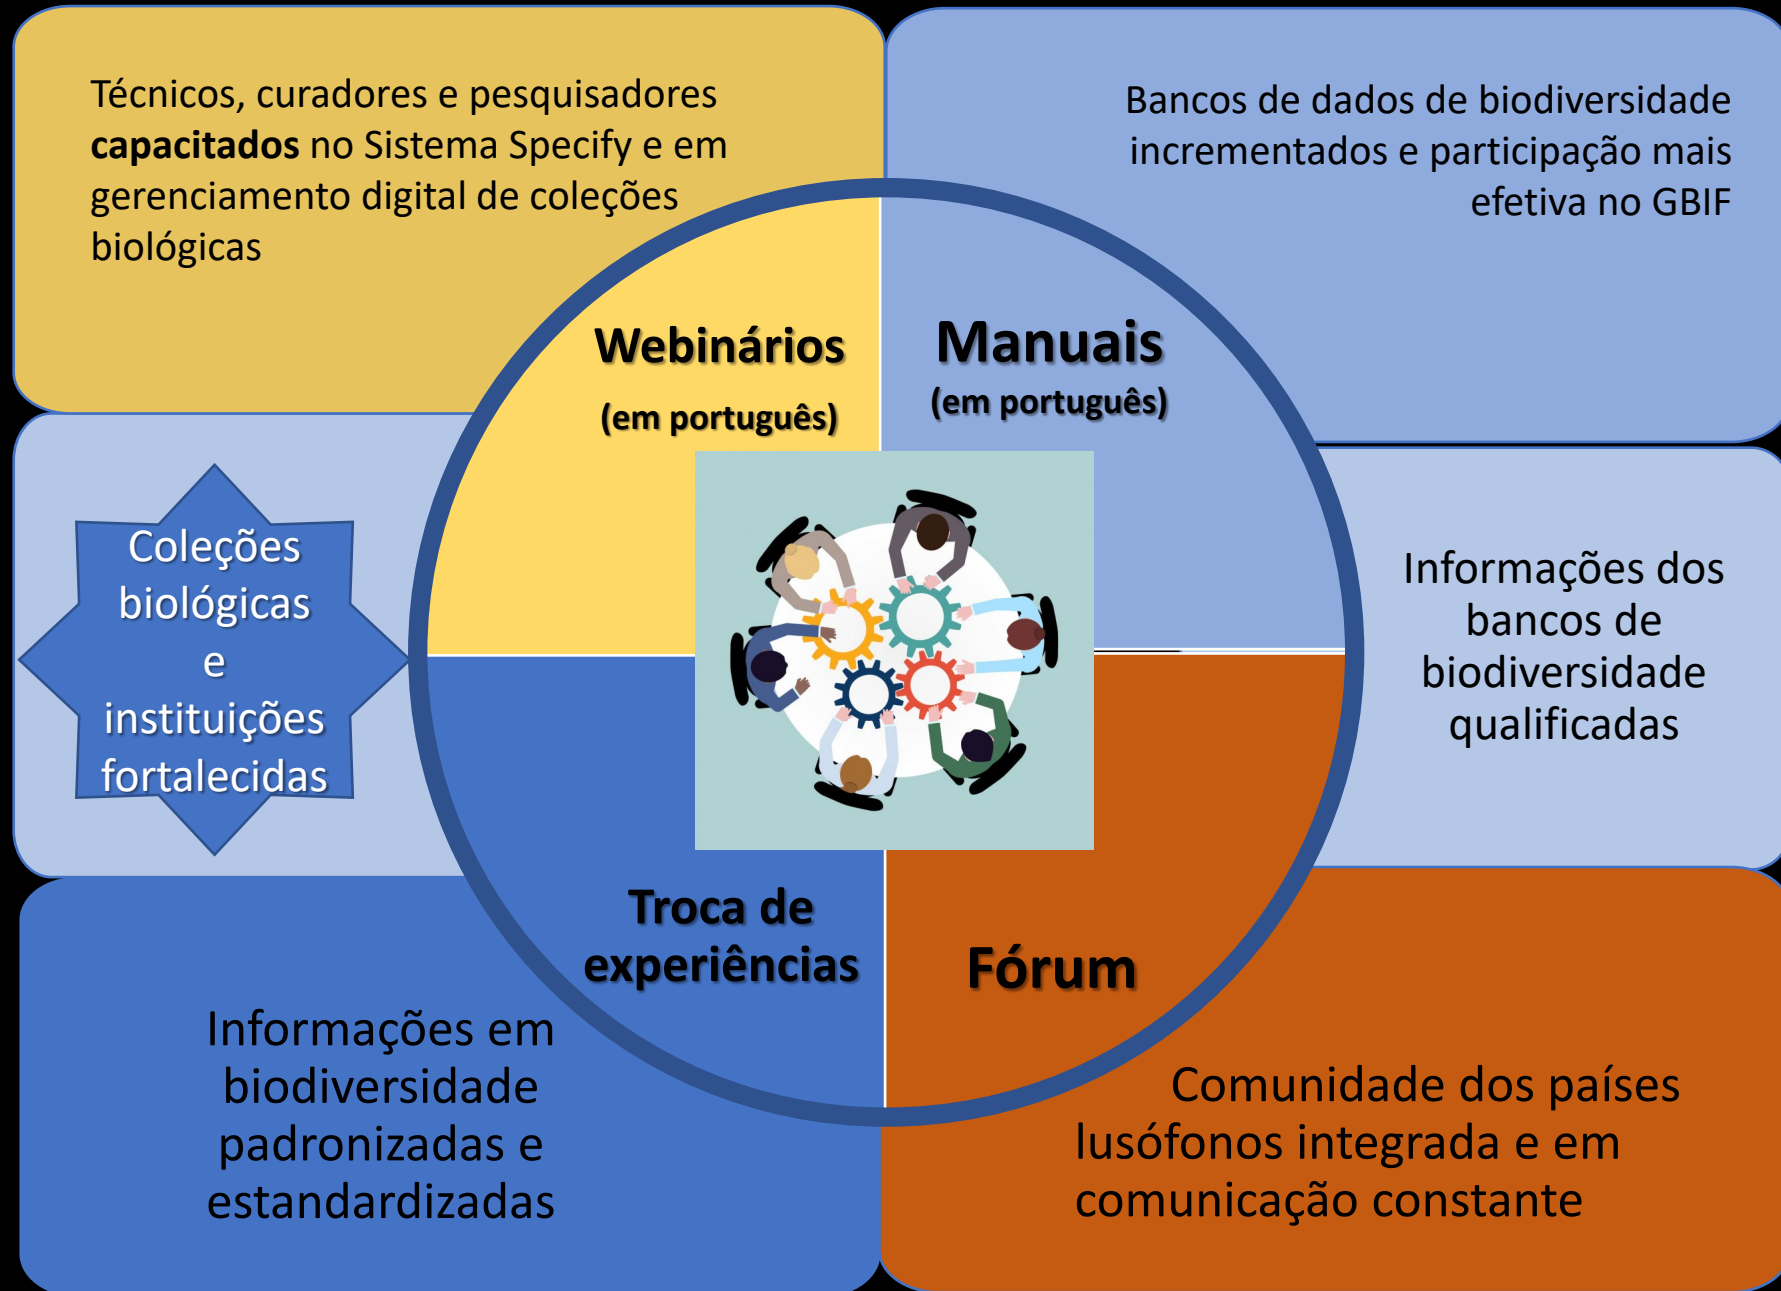 Técnicos, curadores e pesquisadores
capacitados no Sistema Specify e em
gerenciamento digital de coleções
biológicas
Bancos de dados de biodiversidade
incrementados e participação mais
efetiva no GBIF
Webinários
(em português)
Manuais
(em português)
Coleções
biológicas
e
instituições
fortalecidas
Informações dos
bancos de
biodiversidade
qualificadas
Troca de
experiências
Fórum
Informações em
biodiversidade
padronizadas e
estandardizadas
Comunidade dos países
lusófonos integrada e em
comunicação constante